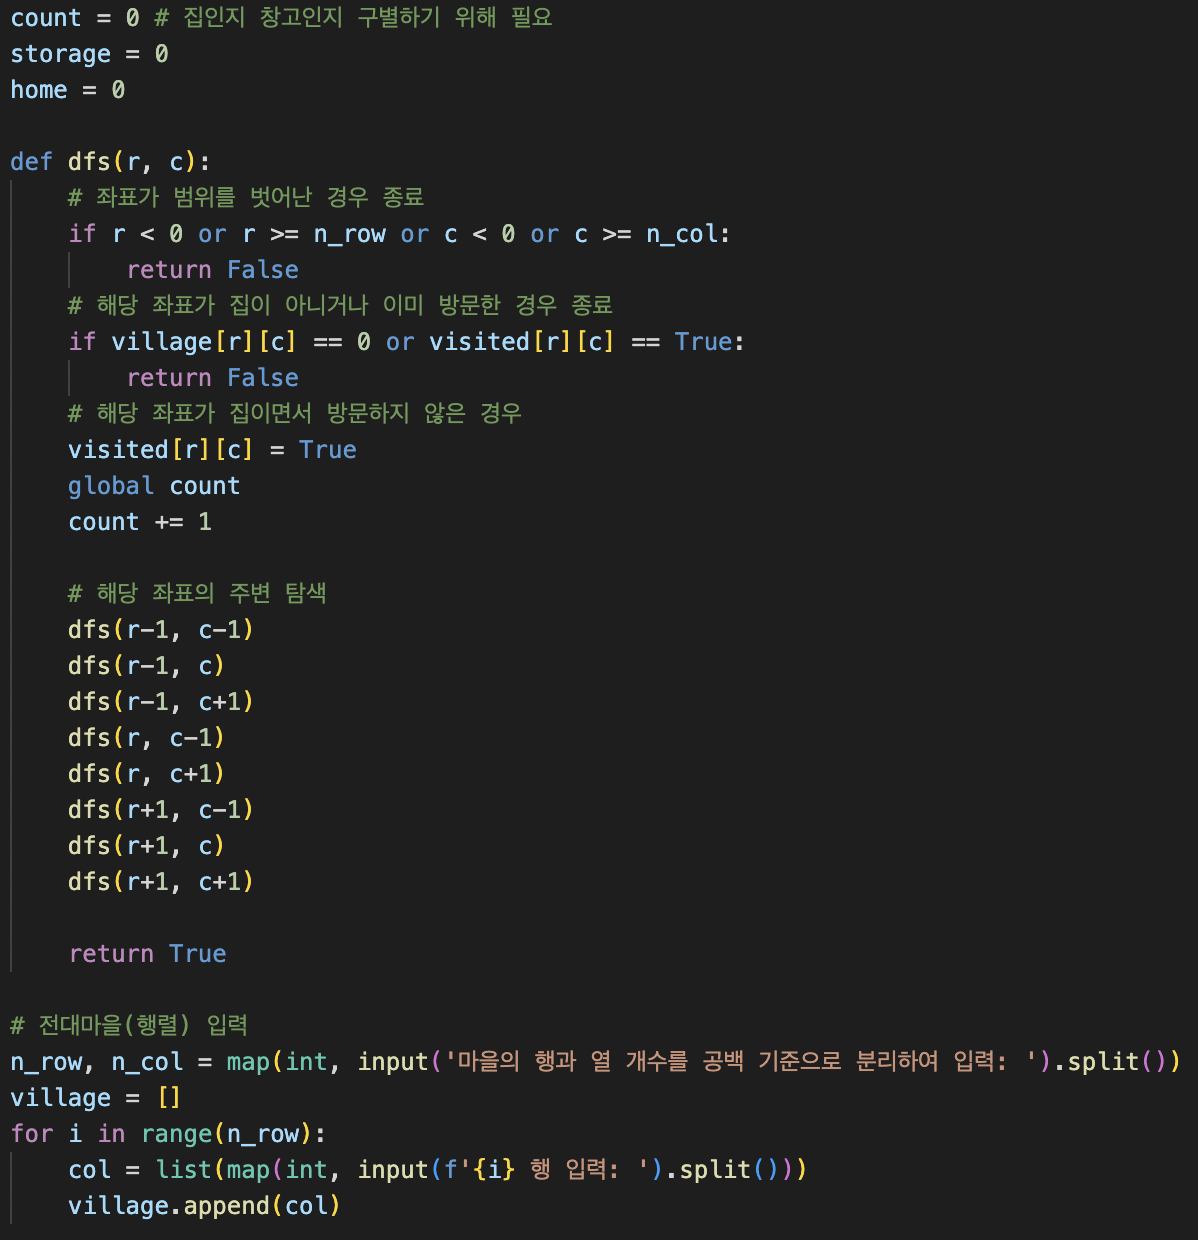 count = 0 # 집인지 창고인지 구별하기 위해 필요
storage = 0
home = 0
def dfs(r, c):
# 좌표가 범위를 벗어난 경우 종료
if r < 0 or r >= n_row or c < 0 or c >= n_col:
return False
# 해당 좌표가 집이 아니거나 이미 방문한 경우 종료
if village[r][c] == 0 or visited[r][c] == True:
return False
# 해당 좌표가 집이면서 방문하지 않은 경우
visited[r][c] = True
global count
count += 1
# 해당 좌표의 주변 탐색
dfs(r-1, c-1)
dfs(r-1, c)
dfs(r-1, c+1)
dfs(r, c-1)
dfs(r, c+1)
dfs(r+1, c-1)
dfs(r+1, c)
dfs(r+1, c+1)
return True
# 전대마을(행렬) 입력
n_row, n_col = map(int, input('마을의 행과 열 개수를 공백 기준으로 분리하여 입력: ').split())
village = []
for i in range(n_row):
col = list(map(int, input(f'{i} 행 입력: ').split()))
village.append(col)